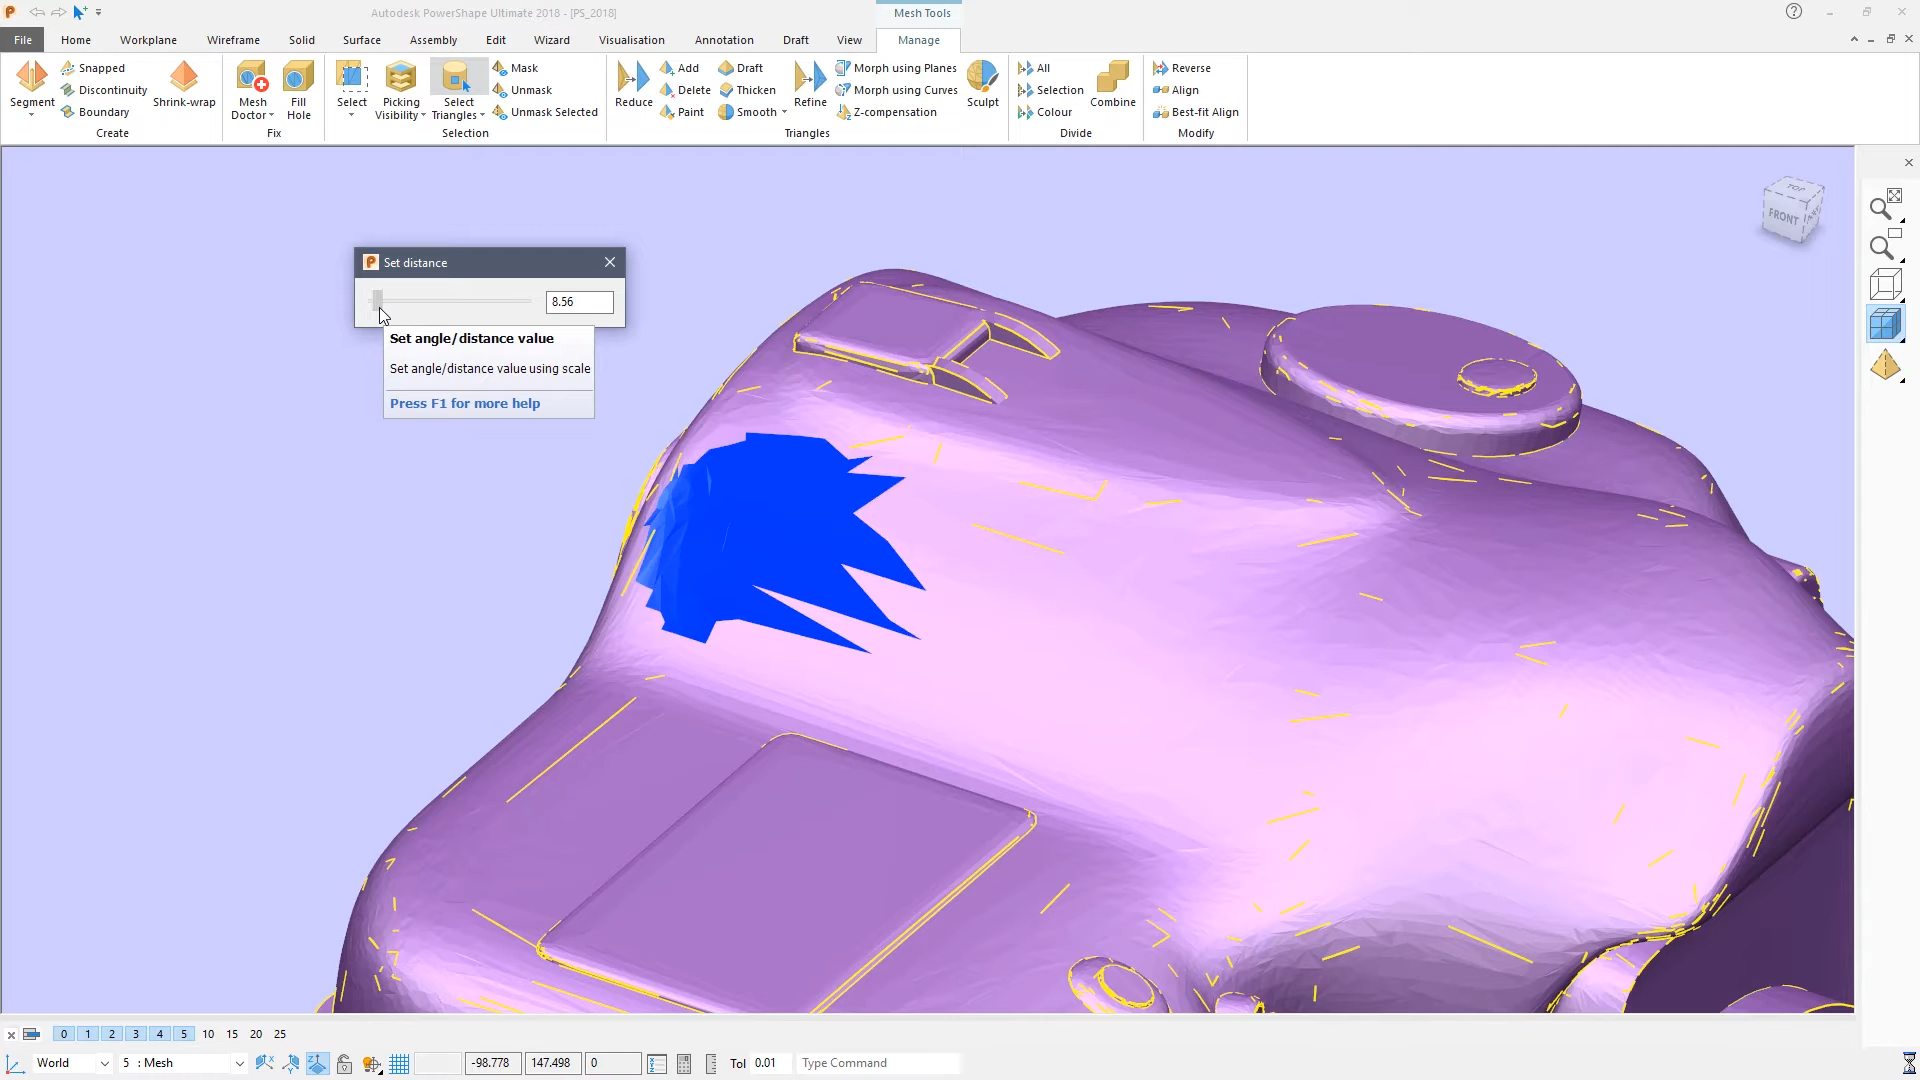 Autodesk PowerShape Ultimate 2018 - [PS_2018]
Mesh Tools
File Home Workplane Wireframe Solid Surface Assembly Edit Wizard Visualisation Annotation Draft View Manage
Segment
Snapped
Discontinuity
Boundary
Shrink-wrap
Create
Mesh
Doctor
Fill
Hole
Fix
Select
Picking
Visibility
Select
Triangles
Mask
Unmask
Unmask Selected
Selection
Reduce
Add
Delete
Paint
Draft
Thicken
Smooth
Refine
Morph using Planes
Morph using Curves
Z-compensation
Sculpt
Triangles
All
Selection
Colour
Combine
Divide
Reverse
Align
Best-fit Align
Modify
TOP
FRONT
Set distance
8.56
Set angle/distance value
Set angle/distance value using scale
Press F1 for more help
0 1 2 3 4 5 10 15 20 25
World 5 : Mesh -98.778 147.498 0 Tol 0.01 Type Command